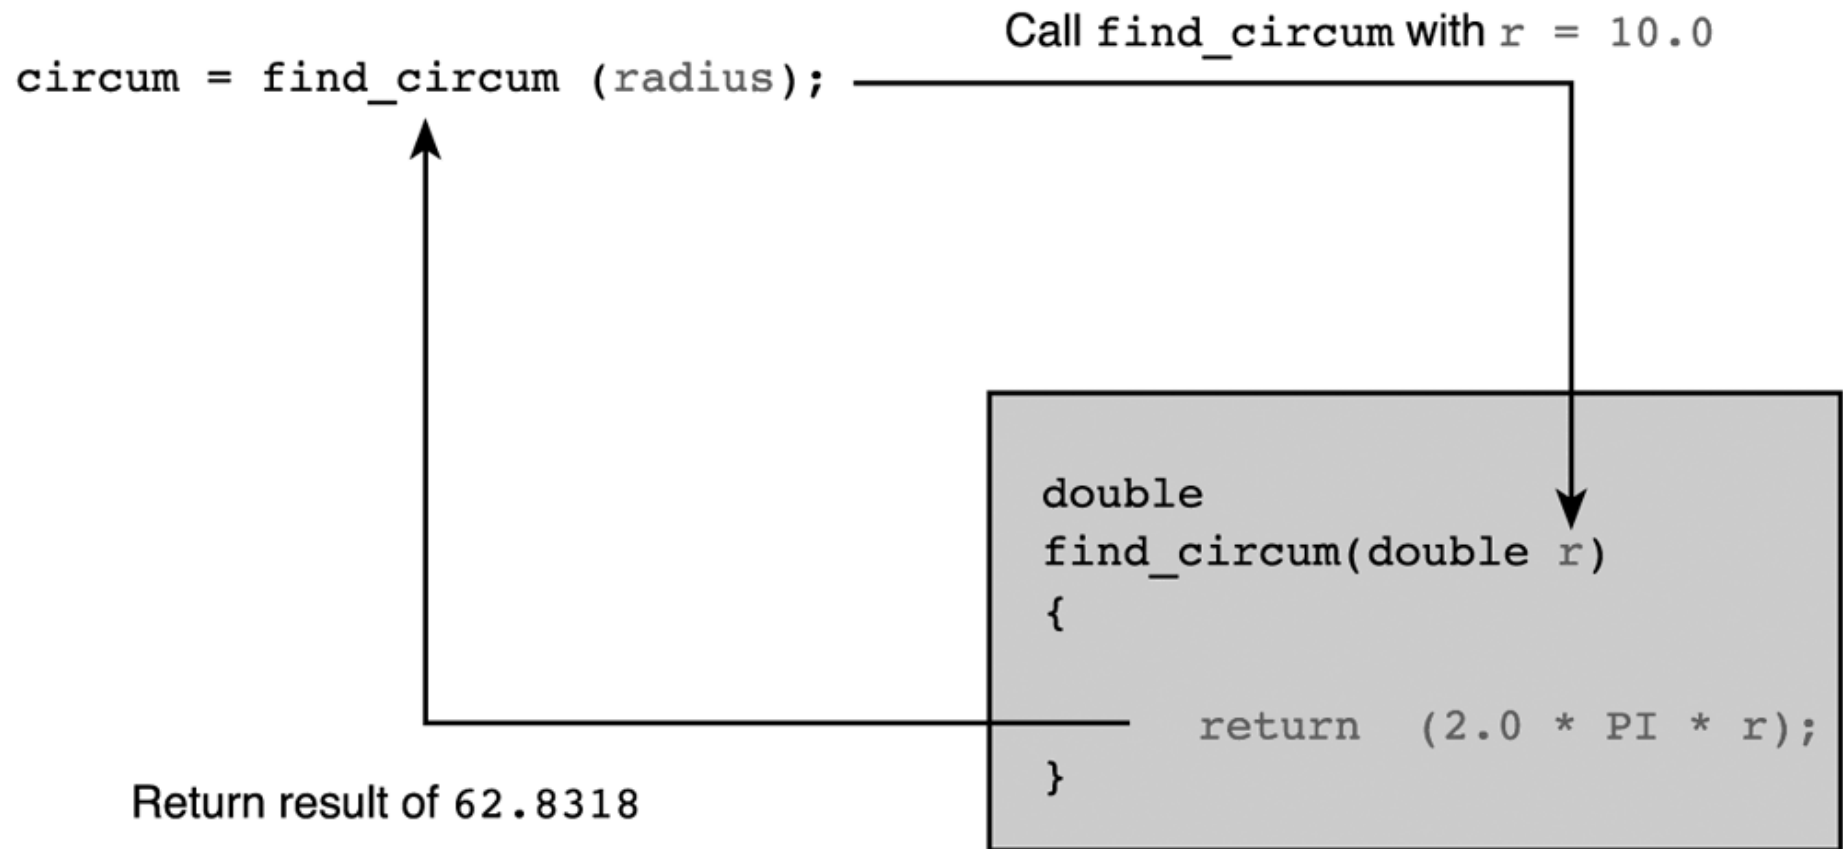 Call find_circum with r = 10.0
circum = find_circum (radius);
double
find_circum(double r)
{
return (2.0 * PI * r);
}
Return result of 62.8318